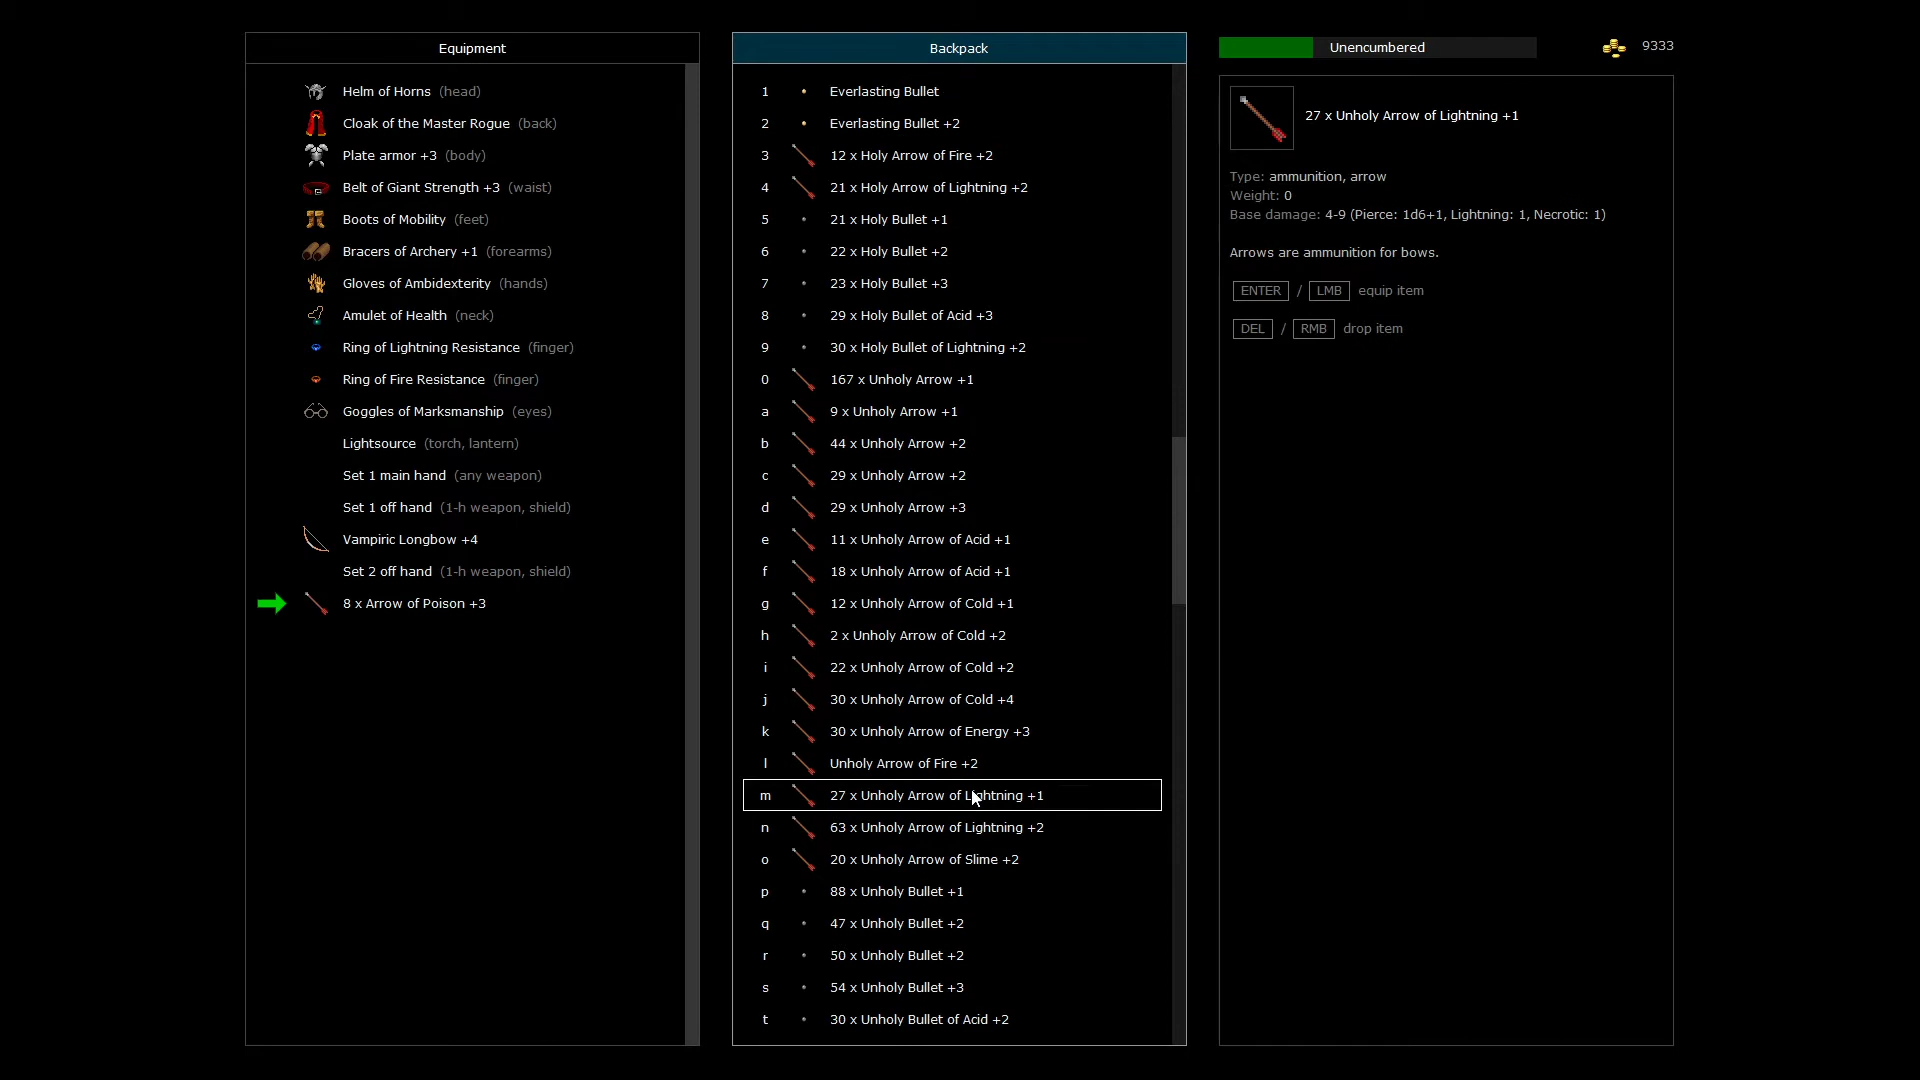 Equipment
Helm of Horns (head)
Cloak of the Master Rogue (back)
Plate armor +3 (body)
Belt of Giant Strength +3 (waist)
Boots of Mobility (feet)
Bracers of Archery +1 (forearms)
Gloves of Ambidexterity (hands)
Amulet of Health (neck)
Ring of Lightning Resistance (finger)
Ring of Fire Resistance (finger)
Goggles of Marksmanship (eyes)
Lightsource (torch, lantern)
Set 1 main hand (any weapon)
Set 1 off hand (1-h weapon, shield)
Vampiric Longbow +4
Set 2 off hand (1-h weapon, shield)
8 x Arrow of Poison +3
Backpack
1 Everlasting Bullet
2 Everlasting Bullet +2
3 12 x Holy Arrow of Fire +2
4 21 x Holy Arrow of Lightning +2
5 21 x Holy Bullet +1
6 22 x Holy Bullet +2
7 23 x Holy Bullet +3
8 29 x Holy Bullet of Acid +3
9 30 x Holy Bullet of Lightning +2
0 167 x Unholy Arrow +1
a 9 x Unholy Arrow +1
b 44 x Unholy Arrow +2
c 29 x Unholy Arrow +2
d 29 x Unholy Arrow +3
e 11 x Unholy Arrow of Acid +1
f 18 x Unholy Arrow of Acid +1
g 12 x Unholy Arrow of Cold +1
h 2 x Unholy Arrow of Cold +2
i 22 x Unholy Arrow of Cold +2
j 30 x Unholy Arrow of Cold +4
k 30 x Unholy Arrow of Energy +3
l Unholy Arrow of Fire +2
m 27 x Unholy Arrow of Lightning +1
n 63 x Unholy Arrow of Lightning +2
o 20 x Unholy Arrow of Slime +2
p 88 x Unholy Bullet +1
q 47 x Unholy Bullet +2
r 50 x Unholy Bullet +2
s 54 x Unholy Bullet +3
t 30 x Unholy Bullet of Acid +2
Unencumbered 9333
27 x Unholy Arrow of Lightning +1
Type: ammunition, arrow
Weight: 0
Base damage: 4-9 (Pierce: 1d6+1, Lightning: 1, Necrotic: 1)
Arrows are ammunition for bows.
ENTER / LMB equip item
DEL / RMB drop item